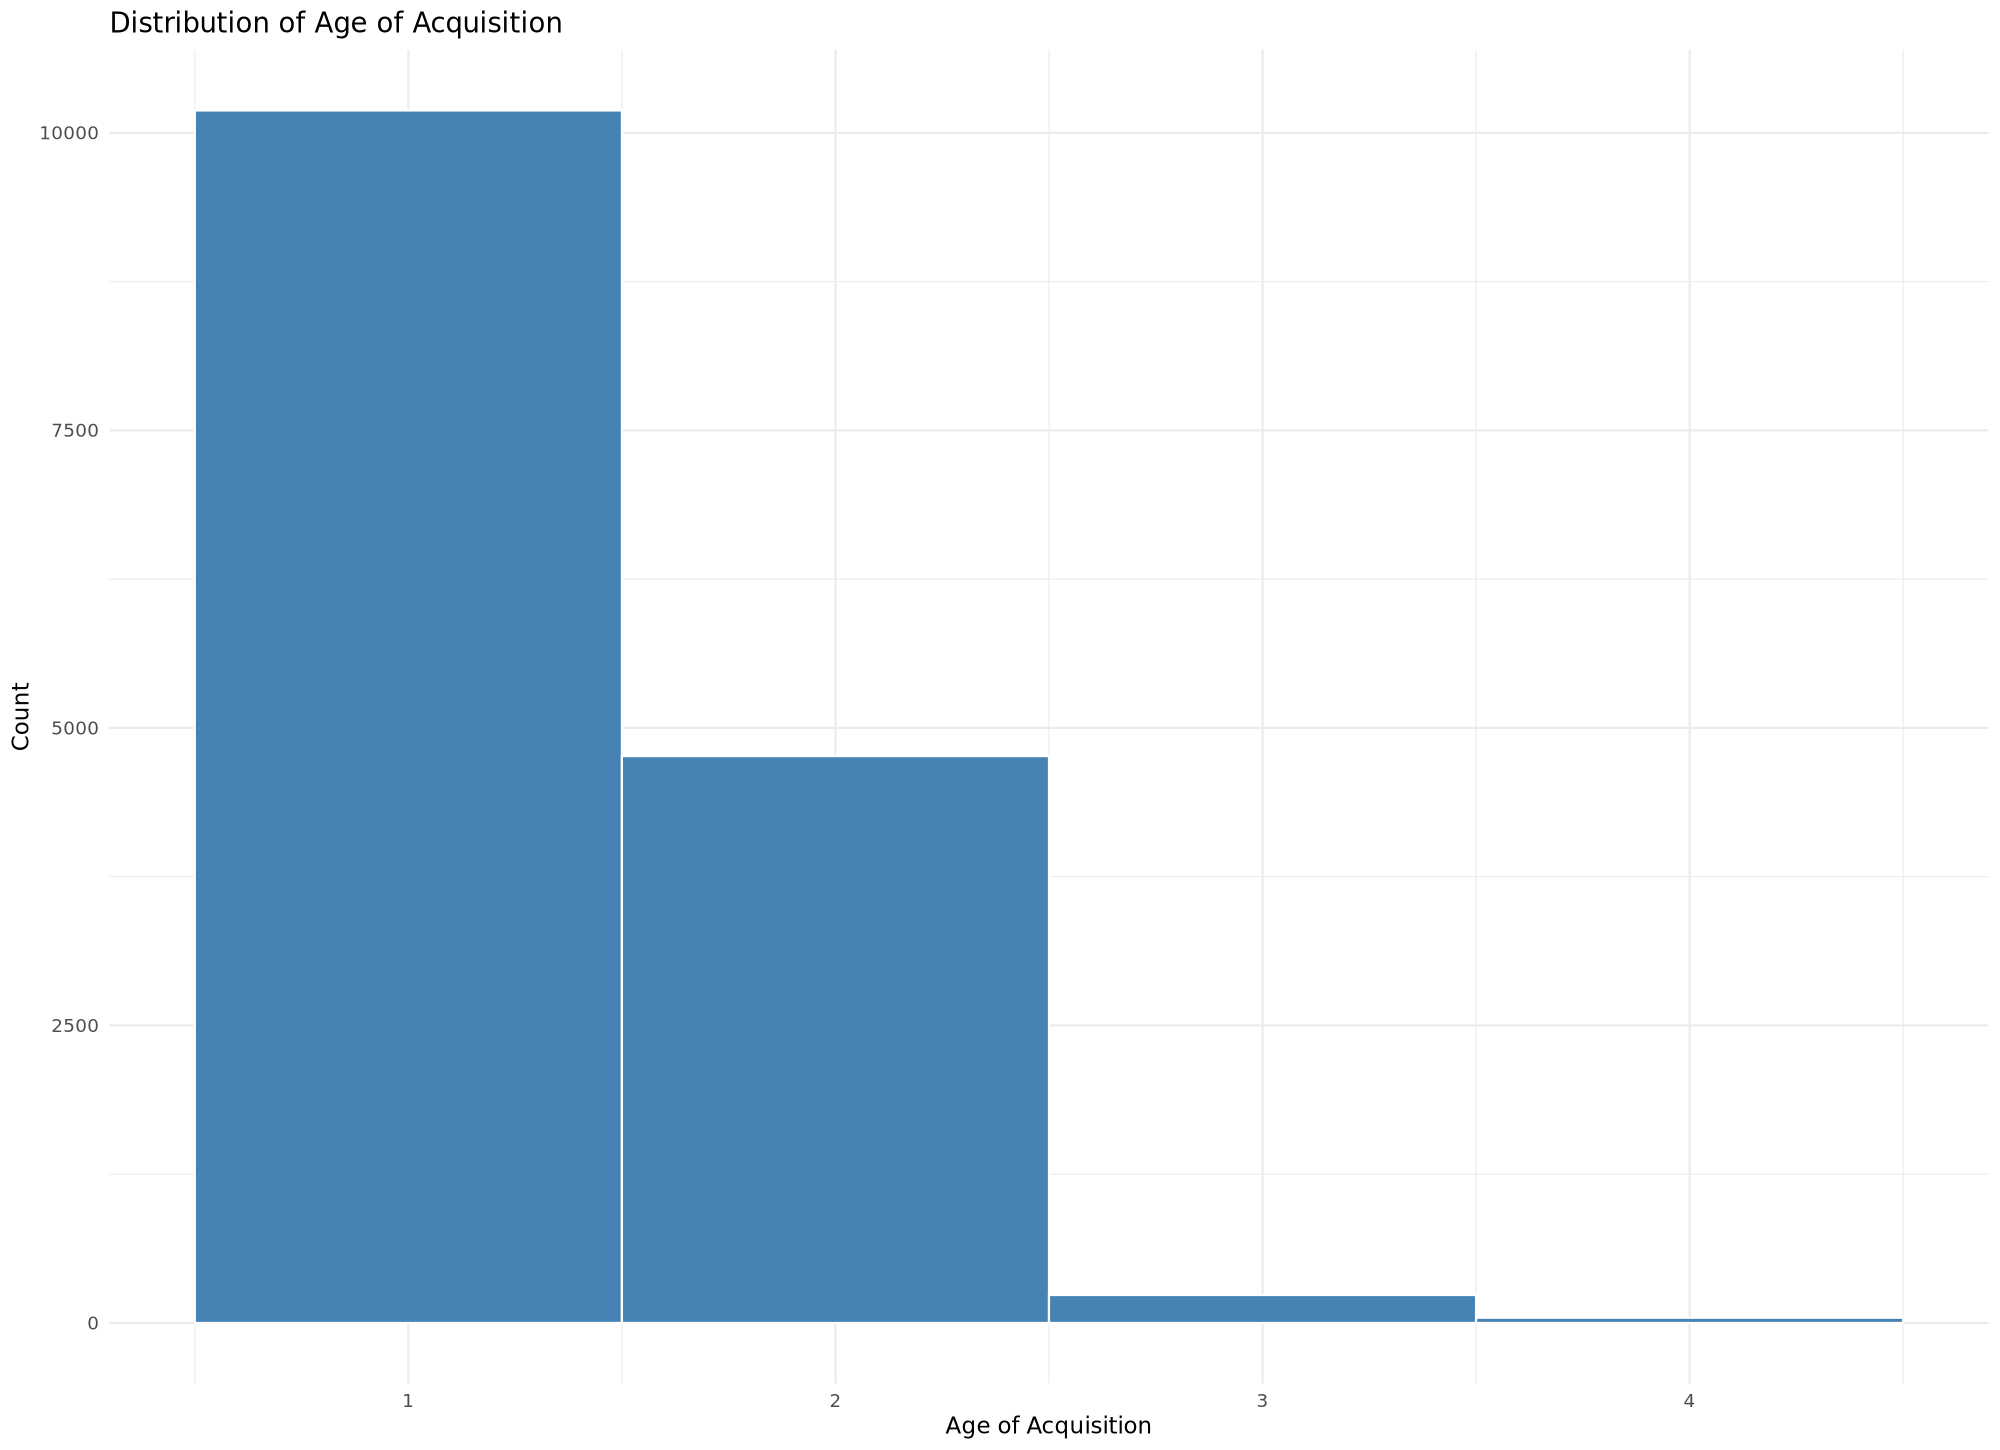 Distribution of Age of Acquisition
10000
7500
5000
2500
0
Count
1 2 3 4
Age of Acquisition